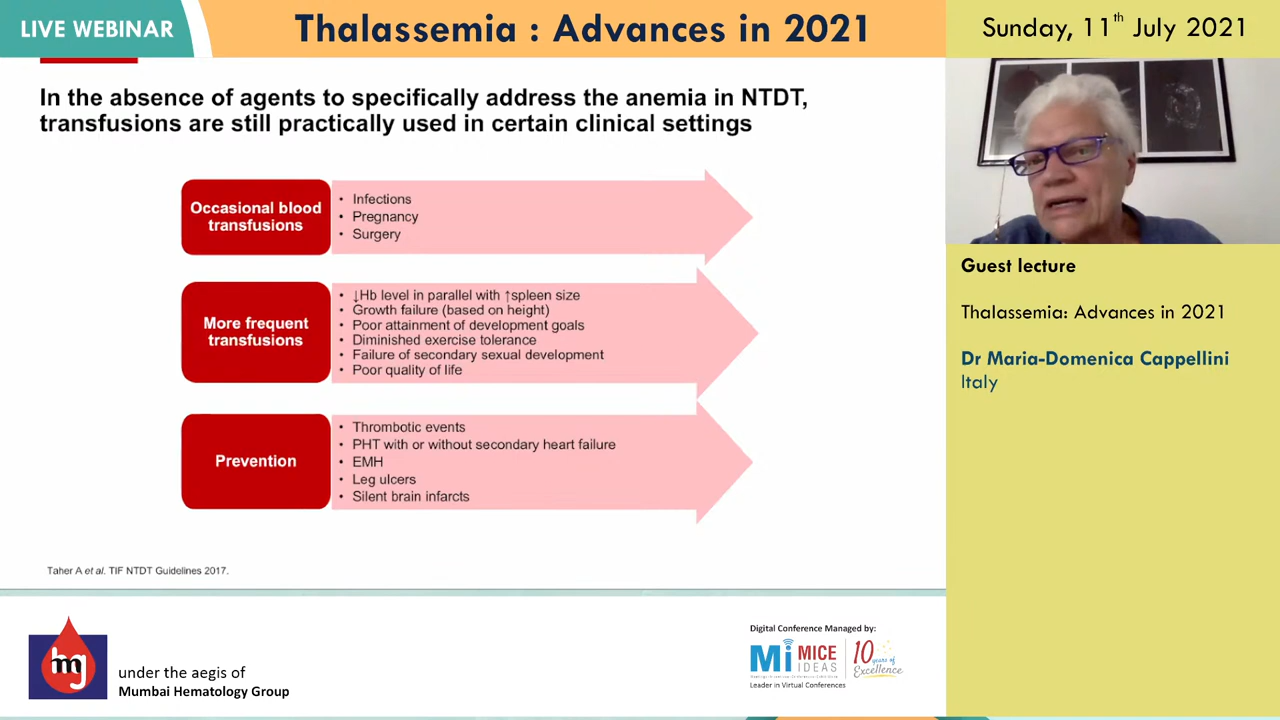 LIVE WEBINAR
Thalassemia : Advances in 2021
Sunday, 11th July 2021
In the absence of agents to specifically address the anemia in NTDT,
transfusions are still practically used in certain clinical settings
Occasional blood
transfusions
• Infections
• Pregnancy
• Surgery
More frequent
transfusions
• ↓Hb level in parallel with ↑spleen size
• Growth failure (based on height)
• Poor attainment of development goals
• Diminished exercise tolerance
• Failure of secondary sexual development
• Poor quality of life
Prevention
• Thrombotic events
• PHT with or without secondary heart failure
• EMH
• Leg ulcers
• Silent brain infarcts
Taher A et al. TIF NTDT Guidelines 2017.
Guest lecture
Thalassemia: Advances in 2021
Dr Maria-Domenica Cappellini
Italy
hmg
under the aegis of
Mumbai Hematology Group
Digital Conference Managed by:
Mi MICE
IDEAS
10 years of
Excellence
Leader in Virtual Conferences